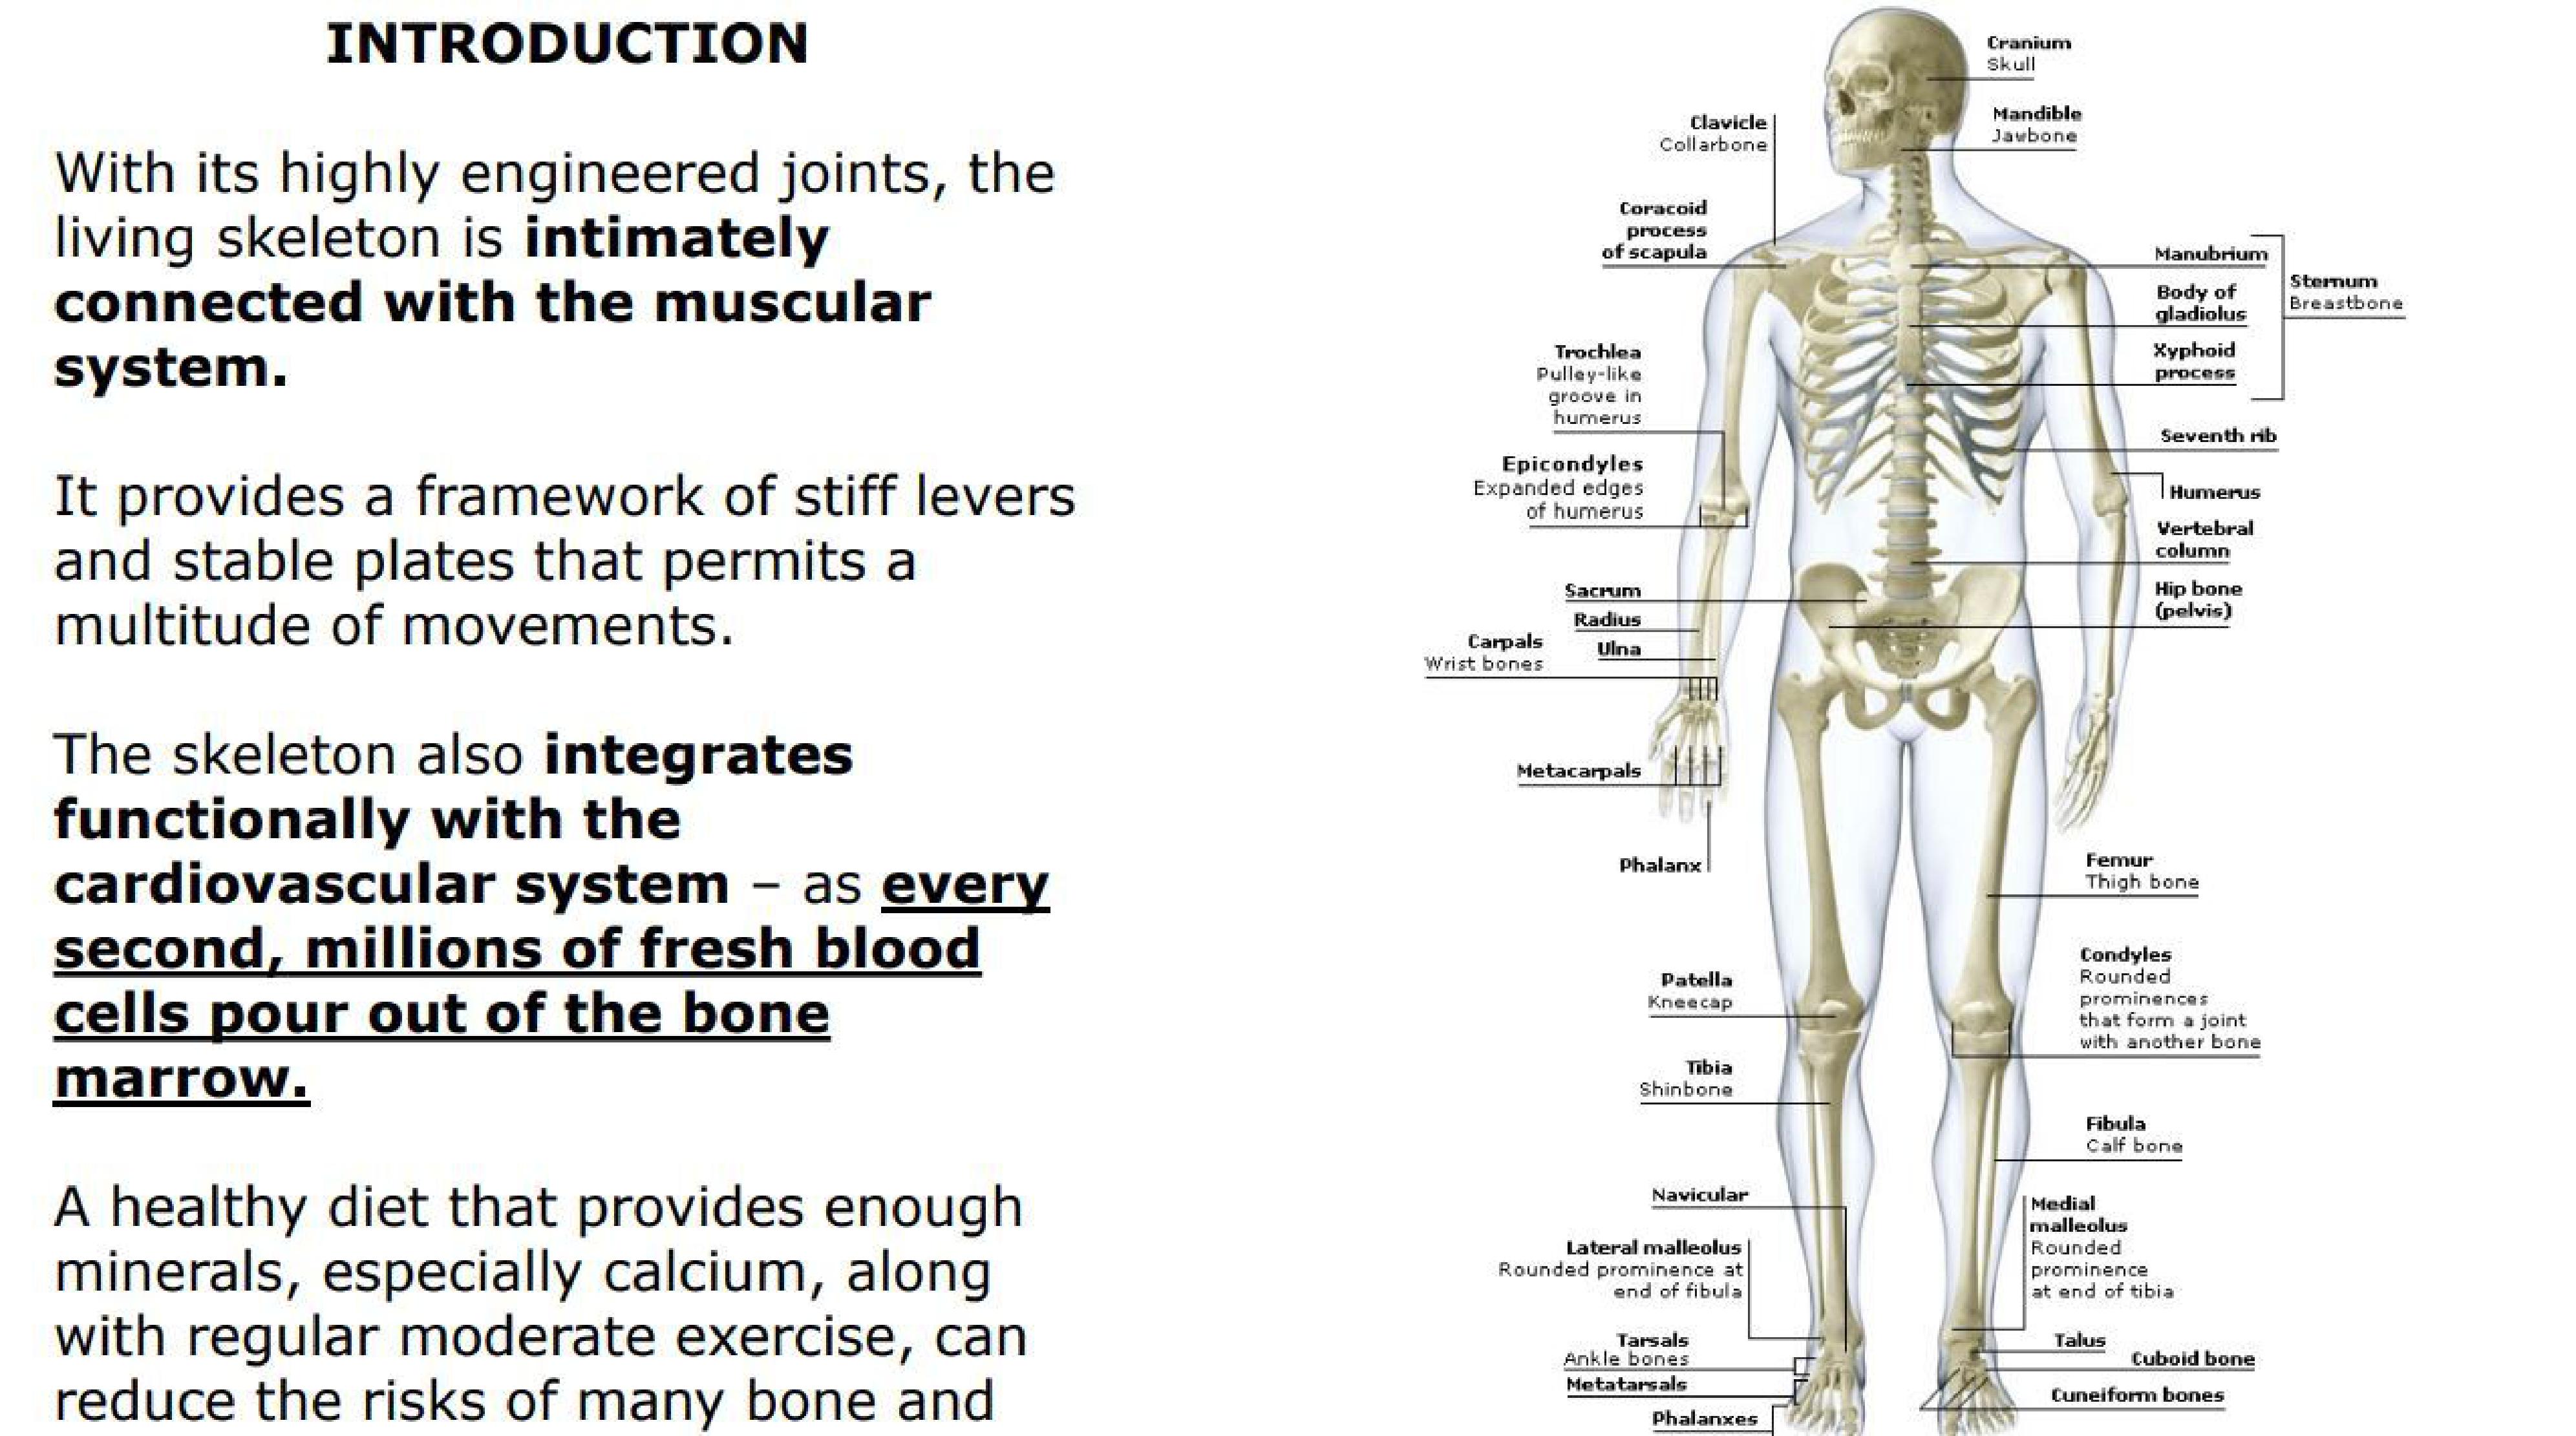 INTRODUCTION
With its highly engineered joints, the
living skeleton is intimately
connected with the muscular
system.
It provides a framework of stiff levers
and stable plates that permits a
multitude of movements.
The skeleton also integrates
functionally with the
cardiovascular system – as every
second, millions of fresh blood
cells pour out of the bone
marrow.
A healthy diet that provides enough
minerals, especially calcium, along
with regular moderate exercise, can
reduce the risks of many bone and
Cranium
Skull
Mandible
Jawbone
Clavicle
Collarbone
Coracoid
process
of scapula
Manubrium
Body of
gladiolus
Xyphoid
process
Sternum
Breastbone
Trochlea
Pulley-like
groove in
humerus
Seventh rib
Epicondyles
Expanded edges
of humerus
Humerus
Vertebral
column
Hip bone
(pelvis)
Sacrum
Radius
Ulna
Carpals
Wrist bones
Metacarpals
Phalanx
Femur
Thigh bone
Condyles
Rounded
prominences
that form a joint
with another bone
Patella
Kneecap
Tibia
Shinbone
Fibula
Calf bone
Navicular
Medial
malleolus
Rounded
prominence
at end of tibia
Lateral malleolus
Rounded prominence at
end of fibula
Tarsals
Ankle bones
Metatarsals
Phalanxes
Talus
Cuboid bone
Cuneiform bones